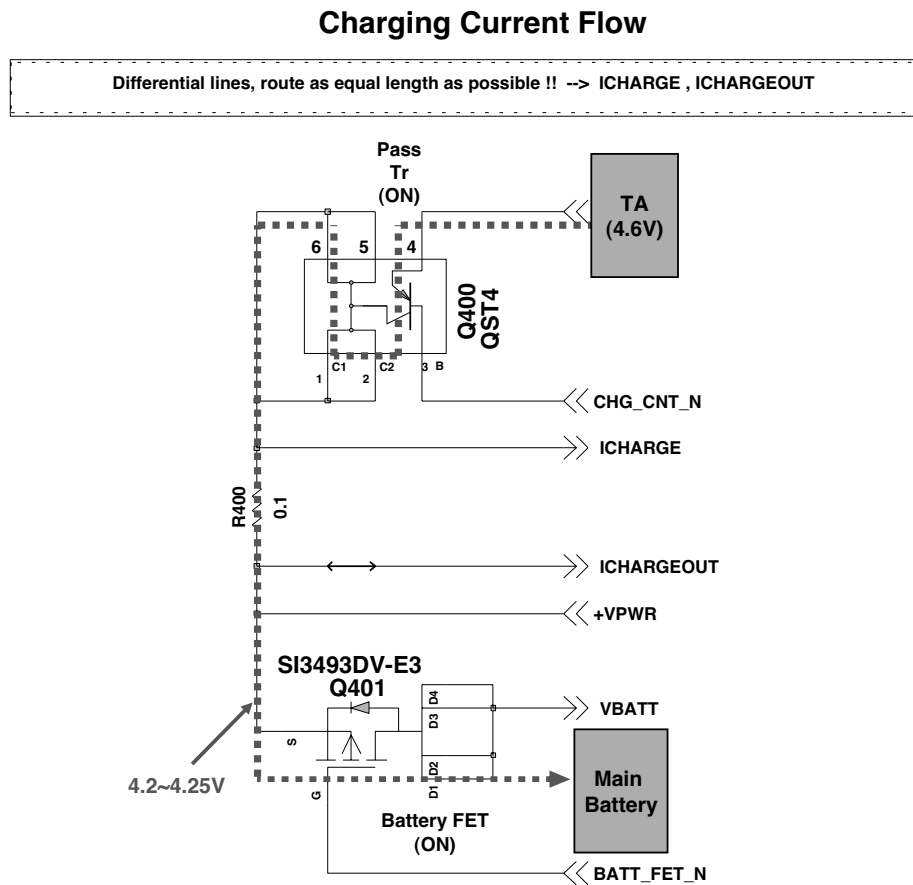 Charging Current Flow
Differential lines, route as equal length as possible !! --> ICHARGE , ICHARGEOUT
Pass
Tr
(ON)
TA
(4.6V)
6 5 4
Q400
QST4
C1 C2 3 B
1 2
CHG_CNT_N
ICHARGE
R400
0.1
ICHARGEOUT
+VPWR
SI3493DV-E3
Q401
D4
D3
VBATT
S
4.2~4.25V
D2
D1
Main
Battery
G
Battery FET
(ON)
BATT_FET_N